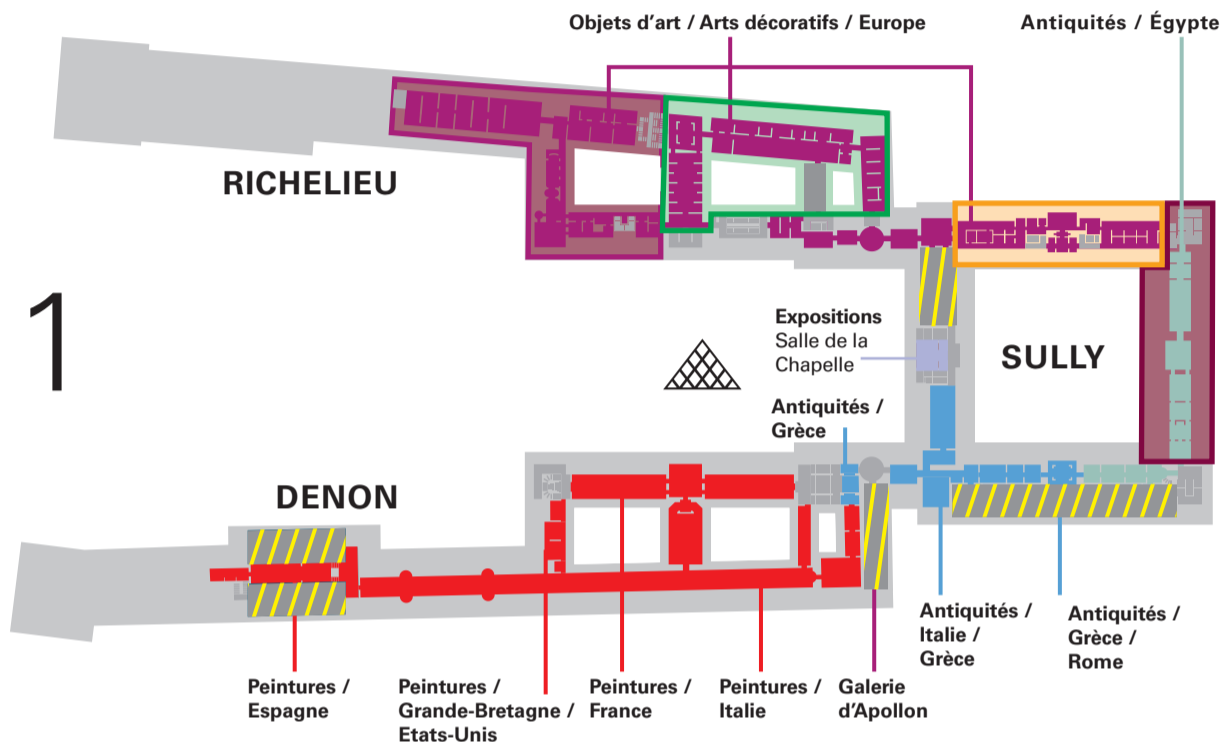 Objets d'art / Arts décoratifs / Europe
Antiquités / Égypte
RICHELIEU
1
Expositions
Salle de la
Chapelle
SULLY
Antiquités /
Grèce
DENON
Antiquités /
Italie /
Grèce
Antiquités /
Grèce /
Rome
Peintures /
Espagne
Peintures /
Grande-Bretagne /
Etats-Unis
Peintures /
France
Peintures /
Italie
Galerie
d'Apollon